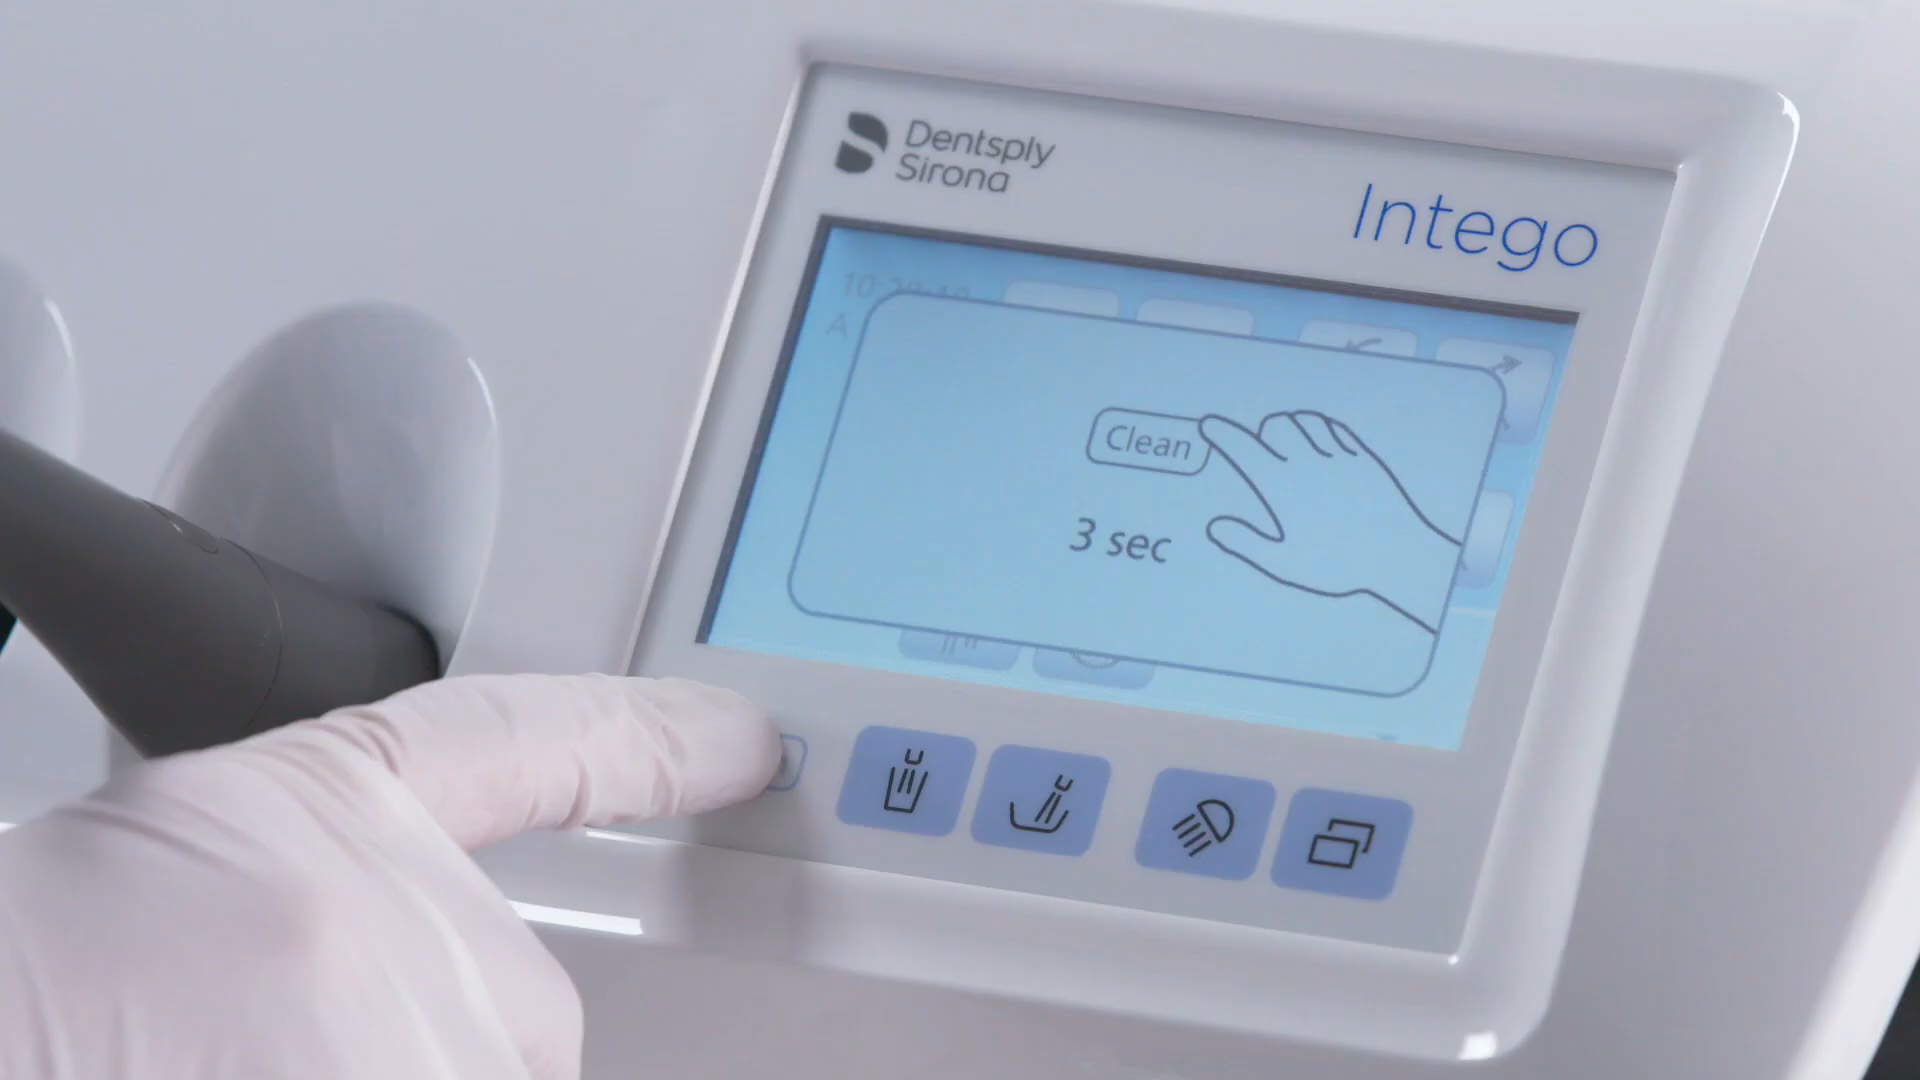 Dentsply
Sirona
Intego
A
Clean
3 sec